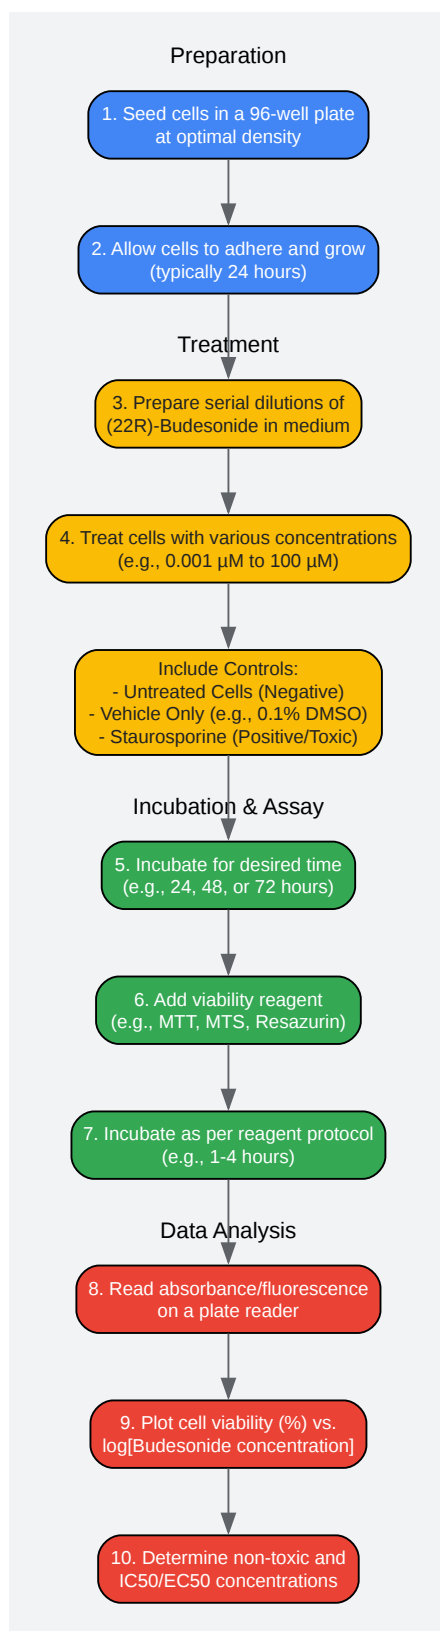 Preparation
1. Seed cells in a 96-well plate
at optimal density
2. Allow cells to adhere and grow
(typically 24 hours)
Treatment
3. Prepare serial dilutions of
(22R)-Budesonide in medium
4. Treat cells with various concentrations
(e.g., 0.001 µM to 100 µM)
Include Controls:
- Untreated Cells (Negative)
- Vehicle Only (e.g., 0.1% DMSO)
- Staurosporine (Positive/Toxic)
Incubation & Assay
5. Incubate for desired time
(e.g., 24, 48, or 72 hours)
6. Add viability reagent
(e.g., MTT, MTS, Resazurin)
7. Incubate as per reagent protocol
(e.g., 1-4 hours)
Data Analysis
8. Read absorbance/fluorescence
on a plate reader
9. Plot cell viability (%) vs.
log[Budesonide concentration]
10. Determine non-toxic and
IC50/EC50 concentrations